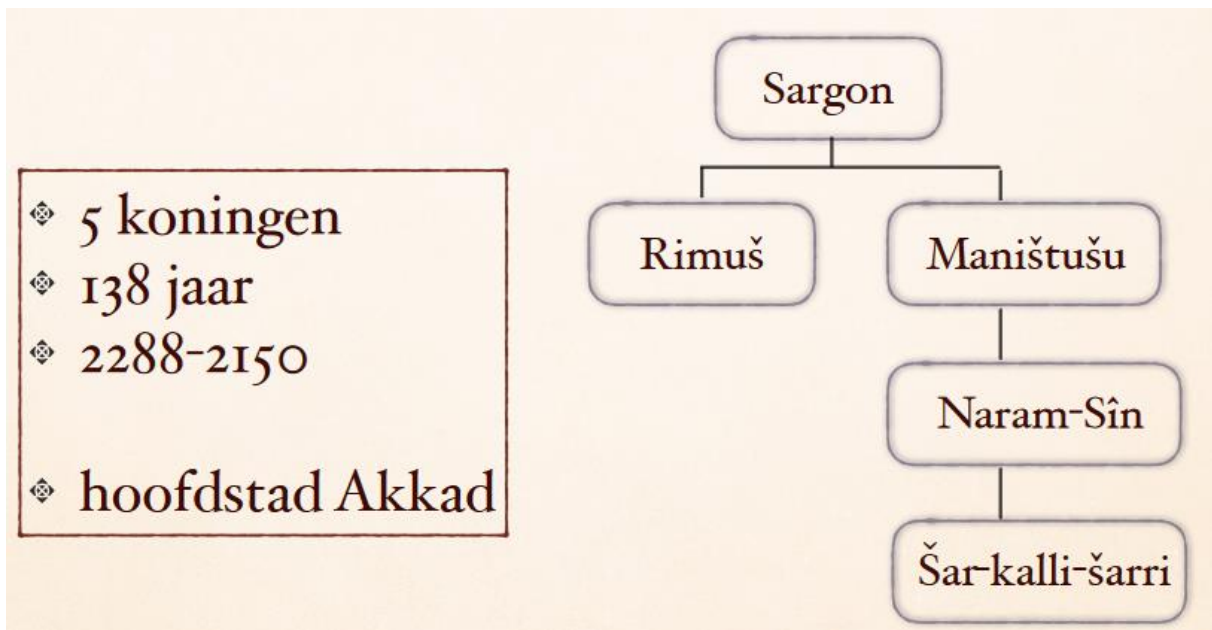 5 koningen
138 jaar
2288-2150
hoofdstad Akkad
Sargon
Rimuš
Maništušu
Naram-Sîn
Šar-kalli-šarri